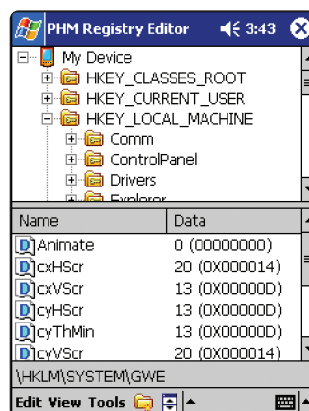 PHM Registry Editor 3:43
My Device
HKEY_CLASSES_ROOT
HKEY_CURRENT_USER
HKEY_LOCAL_MACHINE
Comm
ControlPanel
Drivers
Explorer
Name Data
Animate 0 (00000000)
cxHScr 20 (0X000014)
cxVScr 13 (0X00000D)
cyHScr 13 (0X00000D)
cyThMin 13 (0X00000D)
cyVScr 20 (0X000014)
\HKLM\SYSTEM\GWE
Edit View Tools